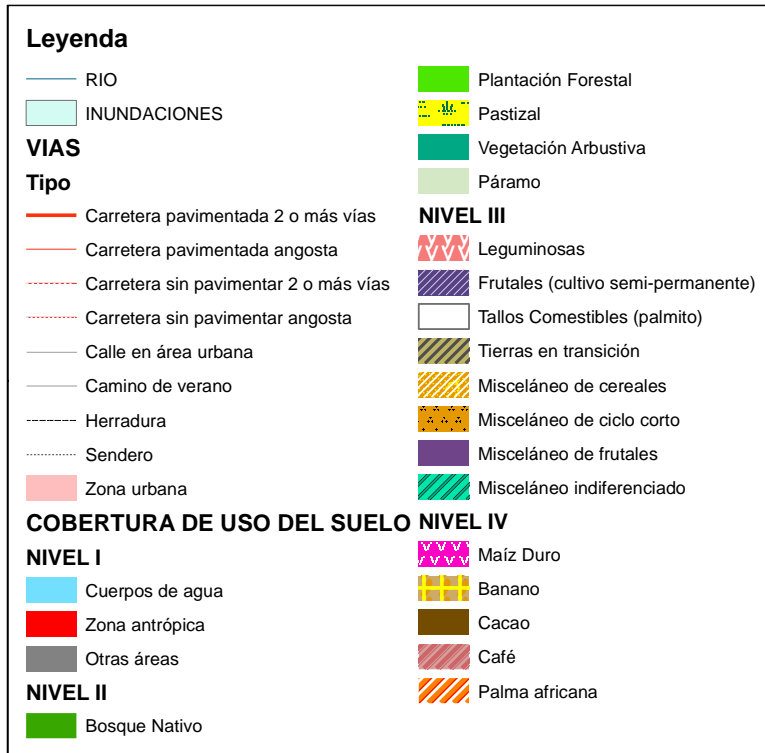 Leyenda
RIO
INUNDACIONES
VIAS
Tipo
Carretera pavimentada 2 o más vías
Carretera pavimentada angosta
Carretera sin pavimentar 2 o más vías
Carretera sin pavimentar angosta
Calle en área urbana
Camino de verano
Herradura
Sendero
Zona urbana
COBERTURA DE USO DEL SUELO
NIVEL I
Cuerpos de agua
Zona antrópica
Otras áreas
NIVEL II
Bosque Nativo
Plantación Forestal
Pastizal
Vegetación Arbustiva
Páramo
NIVEL III
Leguminosas
Frutales (cultivo semi-permanente)
Tallos Comestibles (palmito)
Tierras en transición
Misceláneo de cereales
Misceláneo de ciclo corto
Misceláneo de frutales
Misceláneo indiferenciado
NIVEL IV
Maíz Duro
Banano
Cacao
Café
Palma africana